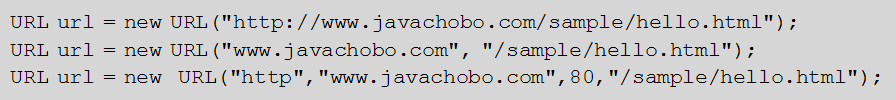 URL url = new URL("http://www.javachobo.com/sample/hello.html");
URL url = new URL("www.javachobo.com", "/sample/hello.html");
URL url = new  URL("http","www.javachobo.com",80,"/sample/hello.html");